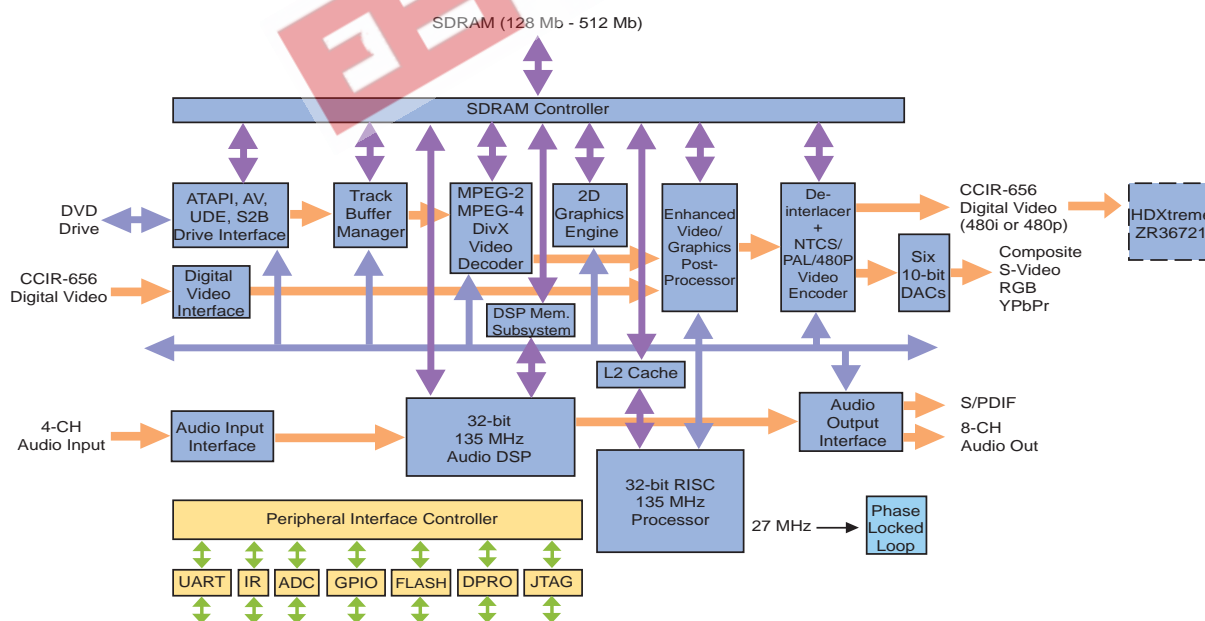 SDRAM (128 Mb - 512 Mb)
SDRAM Controller
DVD
Drive
ATAPI, AV,
UDE, S2B
Drive Interface
Track
Buffer
Manager
MPEG-2
MPEG-4
DivX
Video
Decoder
2D
Graphics
Engine
Enhanced
Video/
Graphics
Post-
Processor
De-
interlacer
+
NTCS/
PAL/480P
Video
Encoder
CCIR-656
Digital Video
(480i or 480p)
HDXtreme
ZR36721
CCIR-656
Digital Video
Digital
Video
Interface
Six
10-bit
DACs
Composite
S-Video
RGB
YPbPr
DSP Mem.
Subsystem
L2 Cache
4-CH
Audio Input
Audio Input
Interface
32-bit
135 MHz
Audio DSP
Audio
Output
Interface
S/PDIF
8-CH
Audio Out
32-bit RISC
135 MHz
Processor
27 MHz
Phase
Locked
Loop
Peripheral Interface Controller
UART
IR
ADC
GPIO
FLASH
DPRO
JTAG